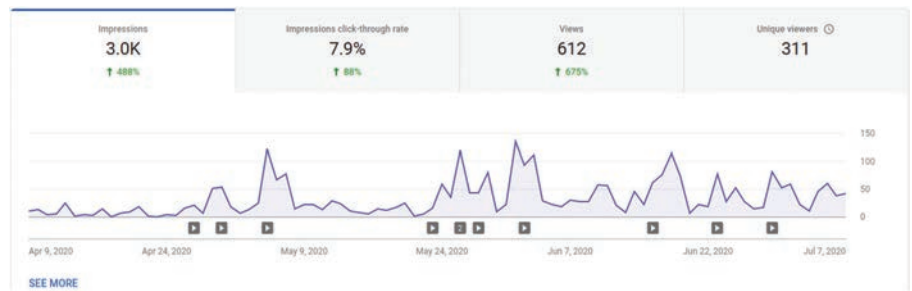 Impressions
3.0K
488%
Impressions click-through rate
7.9%
88%
Views
612
675%
Unique viewers
311
150
100
50
0
2
Apr 9, 2020
Apr 24, 2020
May 9, 2020
May 24, 2020
Jun 7, 2020
Jun 22, 2020
Jul 7, 2020
SEE MORE